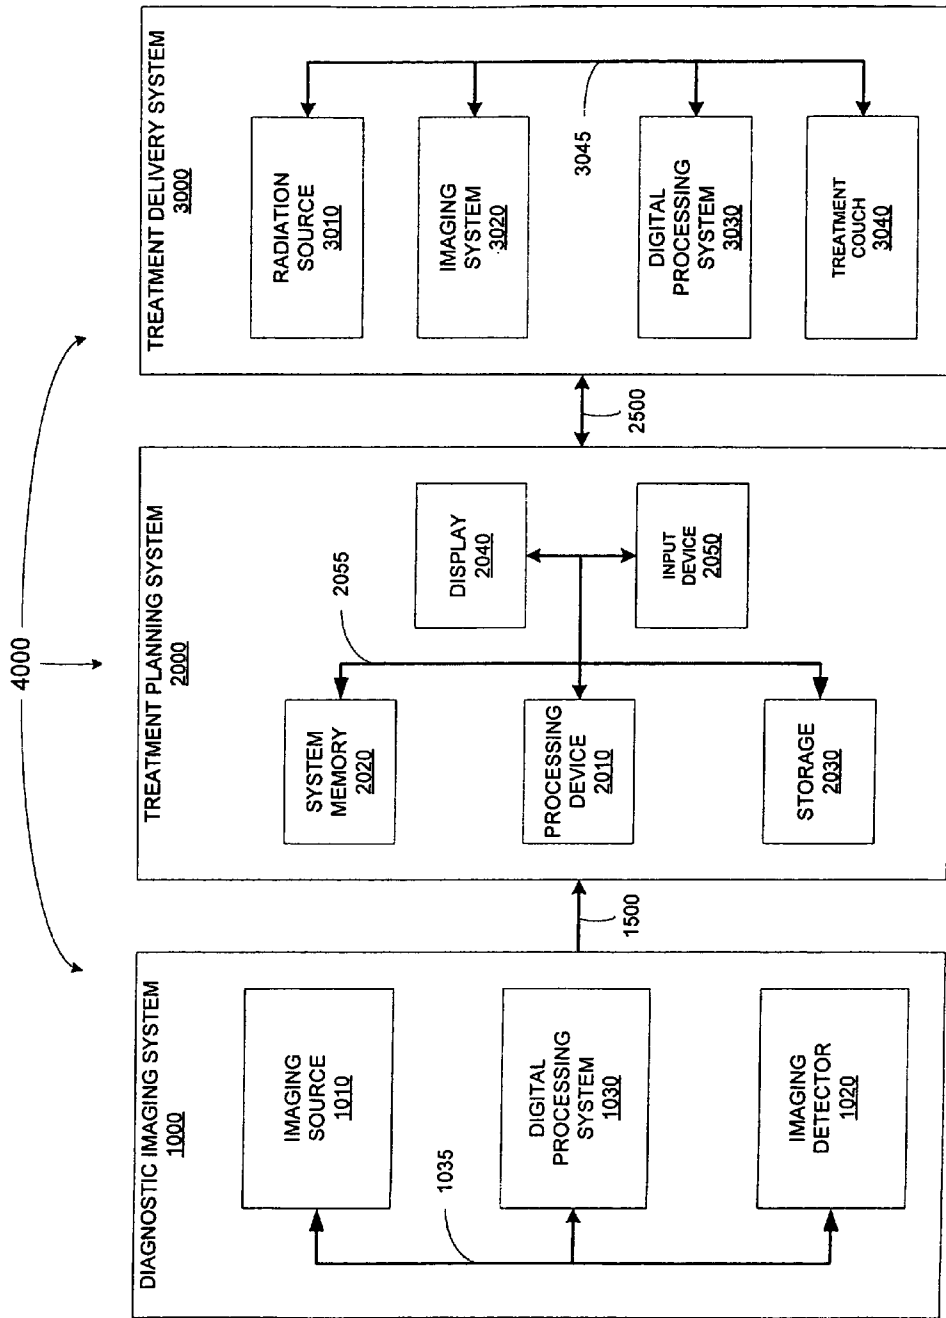 4000
DIAGNOSTIC IMAGING SYSTEM
1000
IMAGING
SOURCE
1010
1035
DIGITAL
PROCESSING
SYSTEM
1030
IMAGING
DETECTOR
1020
1500
TREATMENT PLANNING SYSTEM
2000
SYSTEM
MEMORY
2020
2055
DISPLAY
2040
PROCESSING
DEVICE
2010
INPUT
DEVICE
2050
STORAGE
2030
2500
TREATMENT DELIVERY SYSTEM
3000
RADIATION
SOURCE
3010
IMAGING
SYSTEM
3020
3045
DIGITAL
PROCESSING
SYSTEM
3030
TREATMENT
COUCH
3040